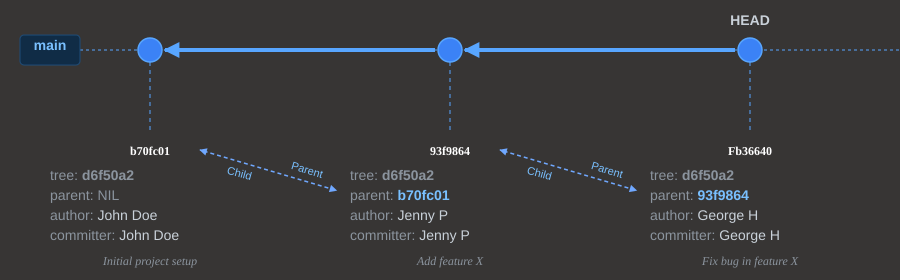 HEAD
main
b70fc01
93f9864
Fb36640
Parent
Child
Parent
Child
tree: d6f50a2
parent: NIL
author: John Doe
committer: John Doe
Initial project setup
tree: d6f50a2
parent: b70fc01
author: Jenny P
committer: Jenny P
Add feature X
tree: d6f50a2
parent: 93f9864
author: George H
committer: George H
Fix bug in feature X